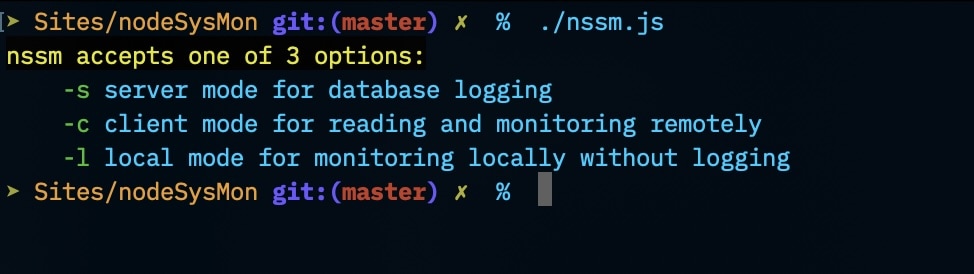 ➤ Sites/nodeSysMon git:(master) ✗ % ./nssm.js
nssm accepts one of 3 options:
-s server mode for database logging
-c client mode for reading and monitoring remotely
-l local mode for monitoring locally without logging
➤ Sites/nodeSysMon git:(master) ✗ %